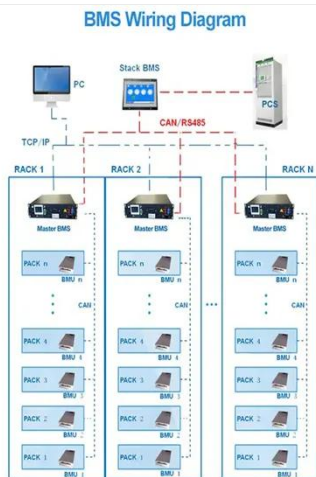 BMS Wiring Diagram
PC
Stack BMS
PCS
CAN/RS485
TCP/IP
RACK 1
RACK 2
RACK N
Master BMS
Master BMS
Master BMS
PACK n
BMU n
PACK n
BMU n
PACK n
BMU n
CAN
CAN
CAN
PACK 4
BMU 4
PACK 4
BMU 4
PACK 4
BMU 4
PACK 3
BMU 3
PACK 3
BMU 3
PACK 3
BMU 3
PACK 2
BMU 2
PACK 2
BMU 2
PACK 2
BMU 2
PACK 1
BMU 1
PACK 1
BMU 1
PACK 1
BMU 1